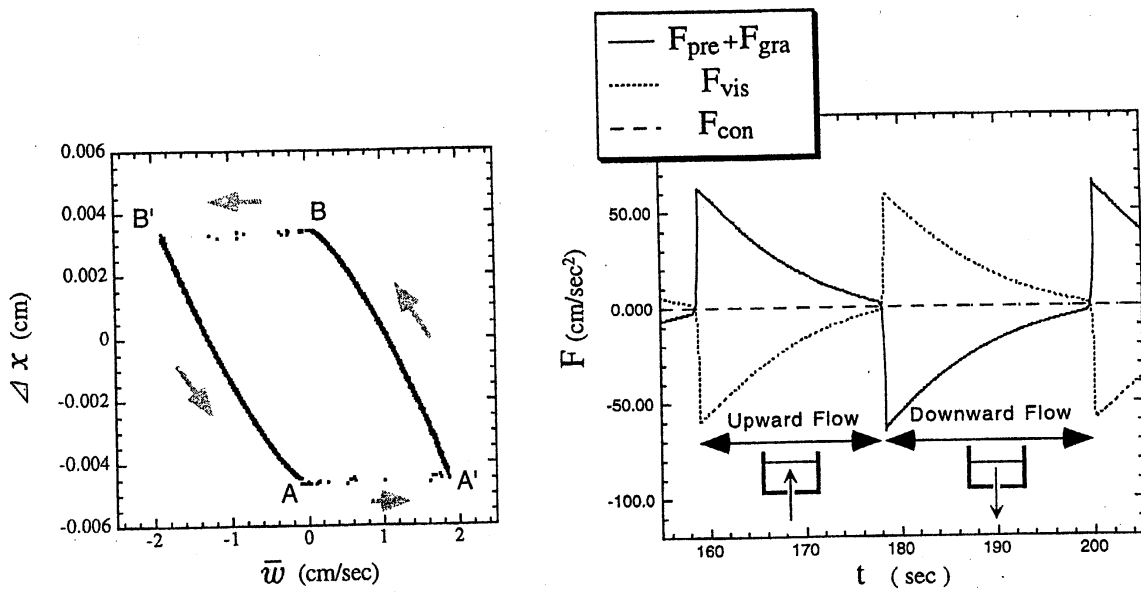 0.006
0.004
0.002
0
-0.002
-0.004
-0.006
B'
B
A
A'
-2
-1
0
1
2
Δ x (cm)
w̅ (cm/sec)
F_pre+F_gra
F_vis
F_con
50.00
0.000
-50.00
-100.0
F (cm/sec²)
Upward Flow
Downward Flow
160
170
180
190
200
t (sec)